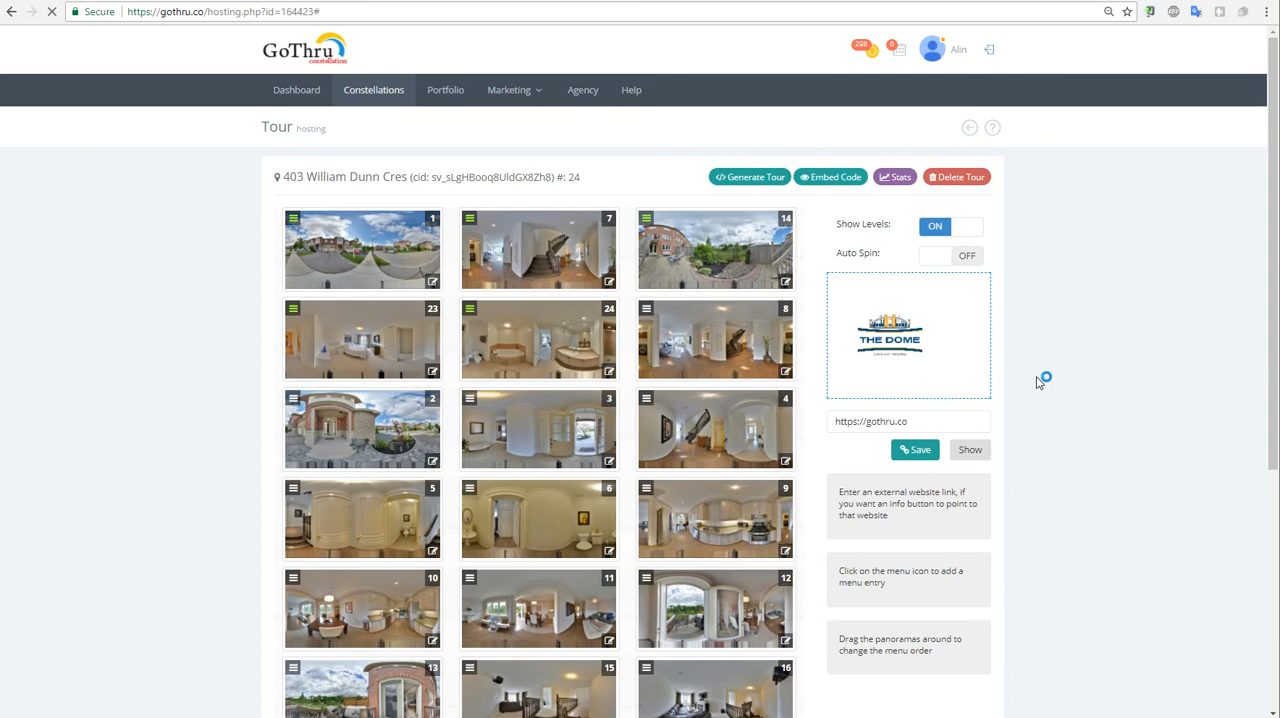 Secure https://gothru.co/hosting.php?id=164423#
GoThru
constellation
298 6 Alin
Dashboard Constellations Portfolio Marketing Agency Help
Tour hosting
403 William Dunn Cres (cid: sv_sLgHBooq8UldGX8Zh8) #: 24
Generate Tour Embed Code Stats Delete Tour
1 7 14
23 24 8
2 3 4
5 6 9
10 11 12
13 15 16
Show Levels: ON
Auto Spin: OFF
THE DOME
https://gothru.co
Save Show
Enter an external website link, if
you want an info button to point to
that website
Click on the menu icon to add a
menu entry
Drag the panoramas around to
change the menu order